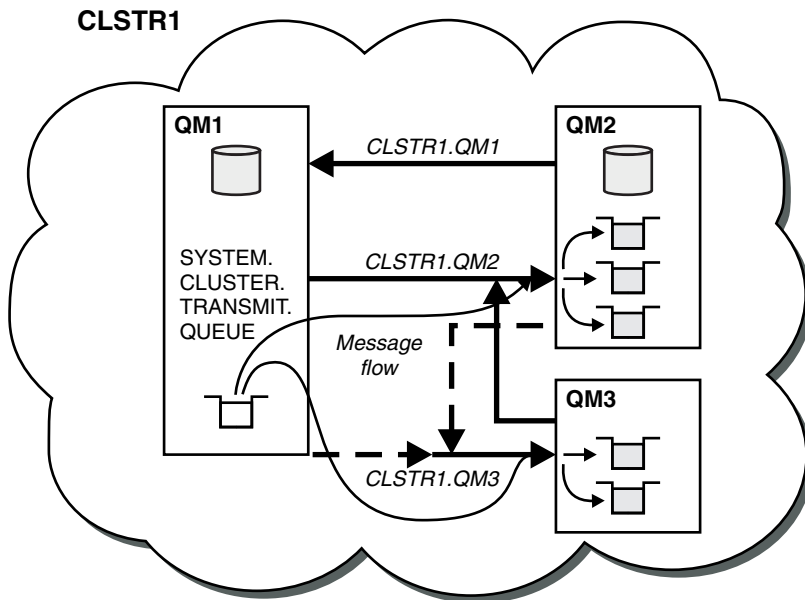 CLSTR1
QM1
QM2
CLSTR1.QM1
SYSTEM.
CLUSTER.
TRANSMIT.
QUEUE
CLSTR1.QM2
Message
flow
QM3
CLSTR1.QM3